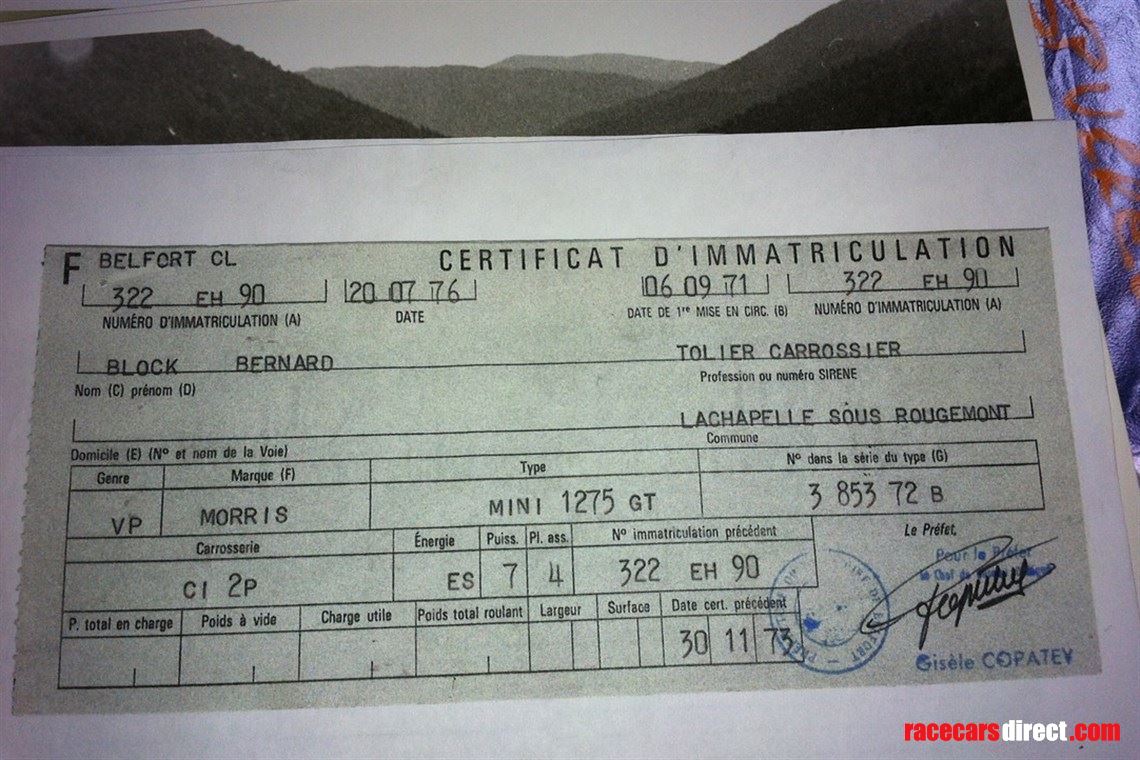 F BELFORT CL CERTIFICAT D'IMMATRICULATION
322 EH 90 20 07 76 06 09 71 322 EH 90
NUMÉRO D'IMMATRICULATION (A) DATE DATE DE 1re MISE EN CIRC. (B) NUMÉRO D'IMMATRICULATION (A)
BLOCK BERNARD TOLIER CARROSSIER
Nom (C) prénom (D) Profession ou numéro SIRENE
LACHAPELLE SOUS ROUGEMONT
Domicile (E) (Nº et nom de la Voie) Commune
Genre Marque (F) Type Nº dans la série du type (G)
VP MORRIS MINI 1275 GT 3 853 72 B
Carrosserie Énergie Puiss. Pl. ass. Nº immatriculation précédent Le Préfet,
CI 2P ES 7 4 322 EH 90
Pour le Préfet
P. total en charge Poids à vide Charge utile Poids total roulant Largeur Surface Date cert. précédent
30 11 73
Gisèle COPATEY
racecarsdirect.com